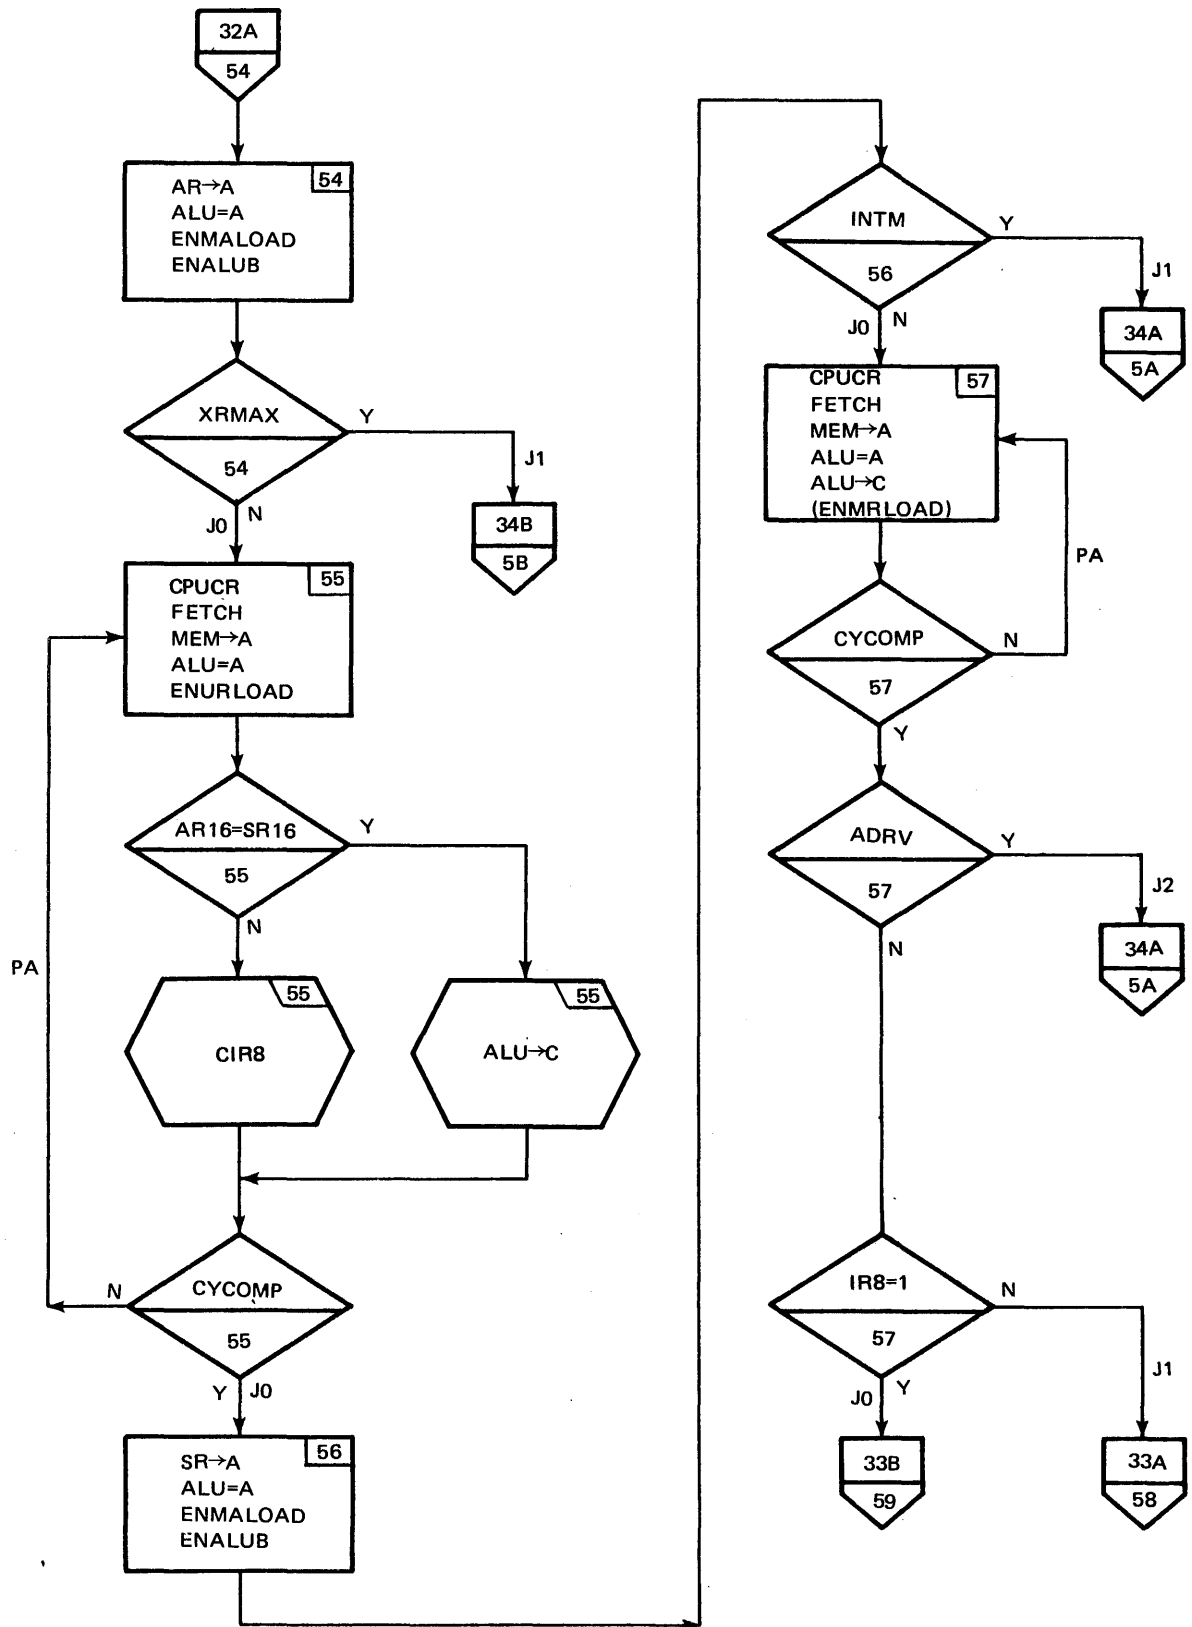 32A
54
54
AR→A
ALU=A
ENMALOAD
ENALUB
XRMAX
54
Y
J1
34B
5B
J0
N
55
CPUCR
FETCH
MEM→A
ALU=A
ENURLOAD
AR16=SR16
55
Y
N
PA
55
CIR8
55
ALU→C
CYCOMP
55
N
Y
J0
56
SR→A
ALU=A
ENMALOAD
ENALUB
INTM
56
Y
J1
34A
5A
J0
N
57
CPUCR
FETCH
MEM→A
ALU=A
ALU→C
(ENMRLOAD)
PA
CYCOMP
57
N
Y
ADRV
57
Y
J2
34A
5A
N
IR8=1
57
N
J1
J0
Y
33B
59
33A
58